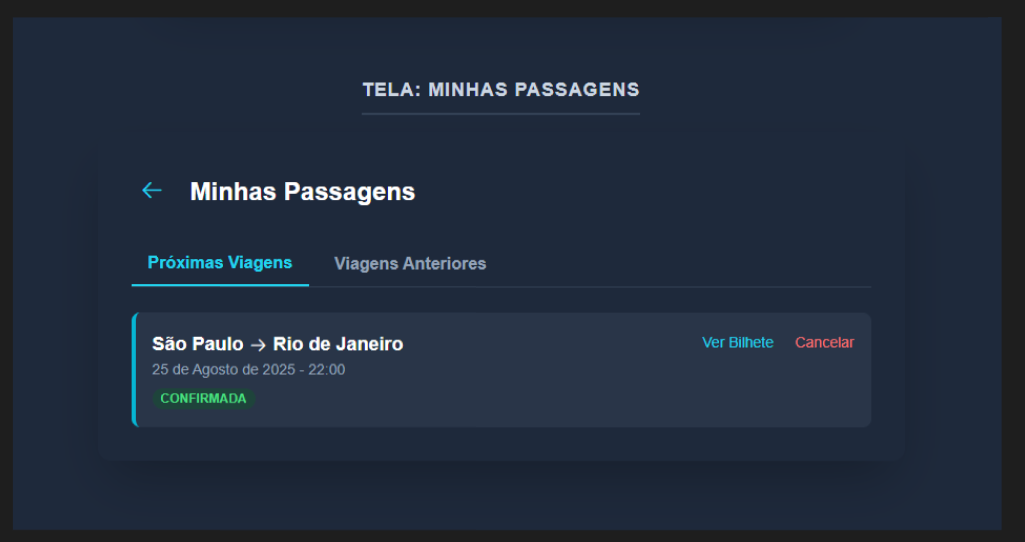 TELA: MINHAS PASSAGENS
← Minhas Passagens
Próximas Viagens Viagens Anteriores
São Paulo → Rio de Janeiro Ver Bilhete Cancelar
25 de Agosto de 2025 - 22:00
CONFIRMADA